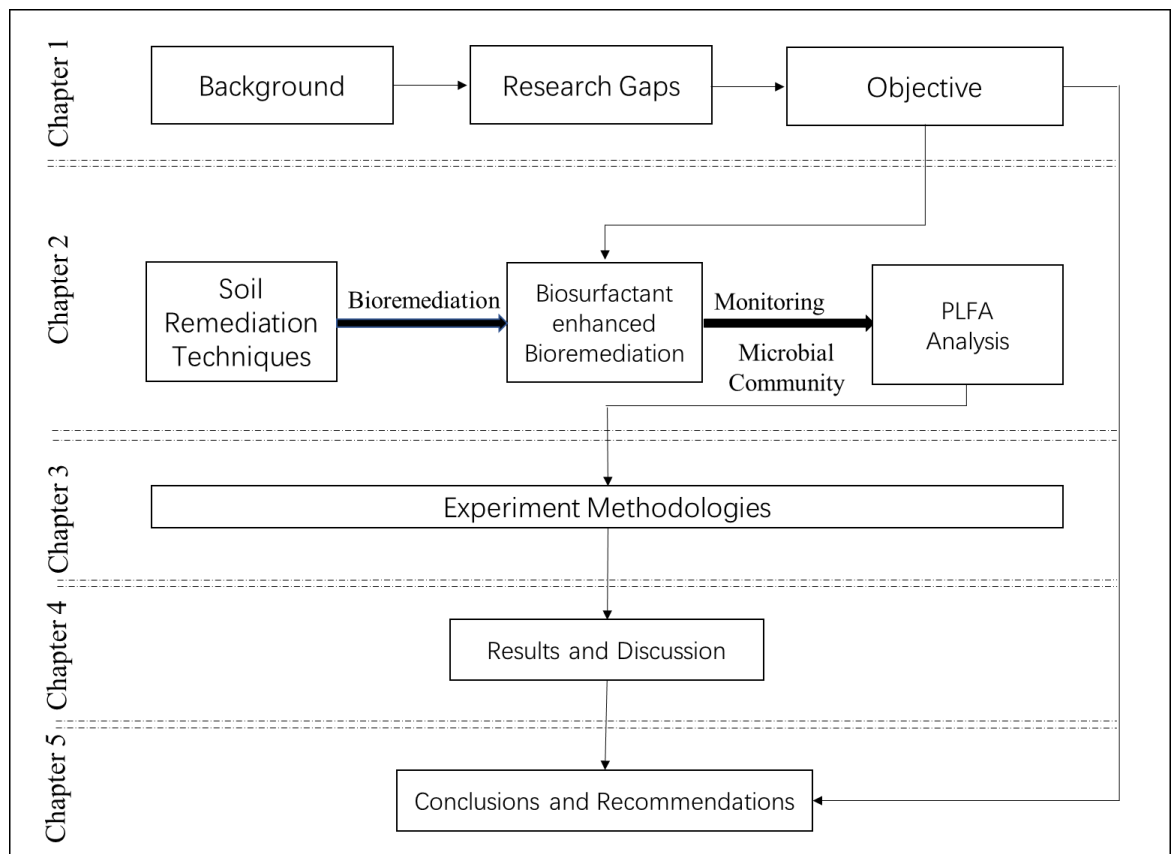 Chapter 1
Background
Research Gaps
Objective
Chapter 2
Soil
Remediation
Techniques
Bioremediation
Biosurfactant
enhanced
Bioremediation
Monitoring
Microbial
Community
PLFA
Analysis
Chapter 3
Experiment Methodologies
Chapter 4
Results and Discussion
Chapter 5
Conclusions and Recommendations